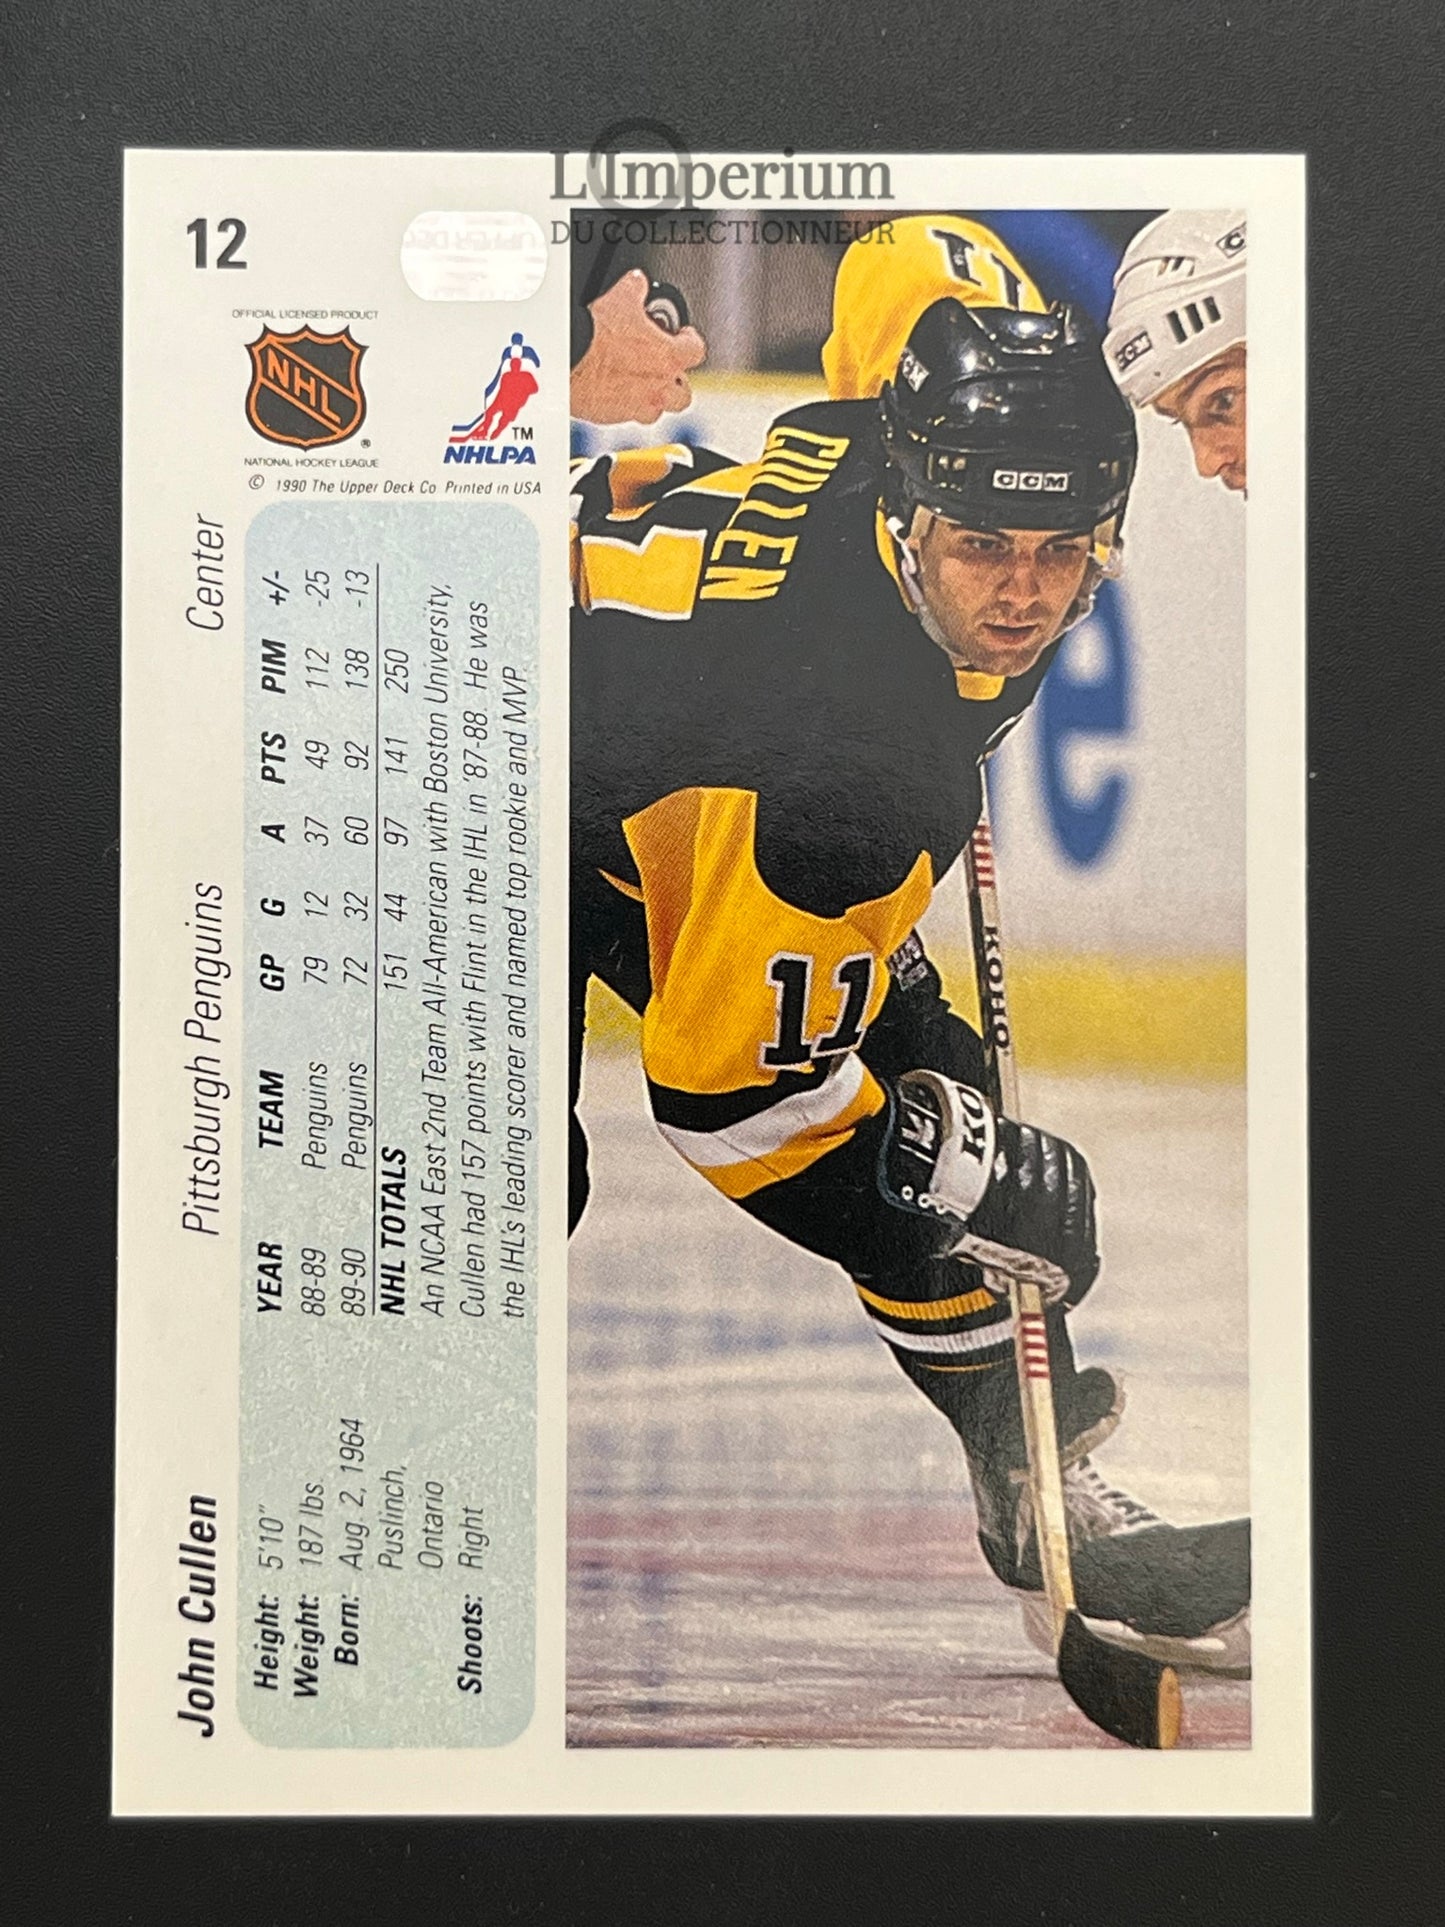 L'Imperium
DU COLLECTIONNEUR
12
OFFICIAL LICENSED PRODUCT
NHL
®
NATIONAL HOCKEY LEAGUE
TM
NHLPA
© 1990 The Upper Deck Co. Printed in USA
John Cullen Pittsburgh Penguins Center
Height: 5'10"
Weight: 187 lbs.
Born: Aug. 2, 1964
Puslinch,
Ontario
Shoots: Right
YEAR TEAM GP G A PTS PIM +/-
88-89 Penguins 79 12 37 49 112 -25
89-90 Penguins 72 32 60 92 138 -13
NHL TOTALS 151 44 97 141 250
An NCAA East 2nd Team All-American with Boston University,
Cullen had 157 points with Flint in the IHL in '87-88. He was
the IHL's leading scorer and named top rookie and MVP.
CULLEN
11
11
CCM
CCM
CCM
KOHO
KO